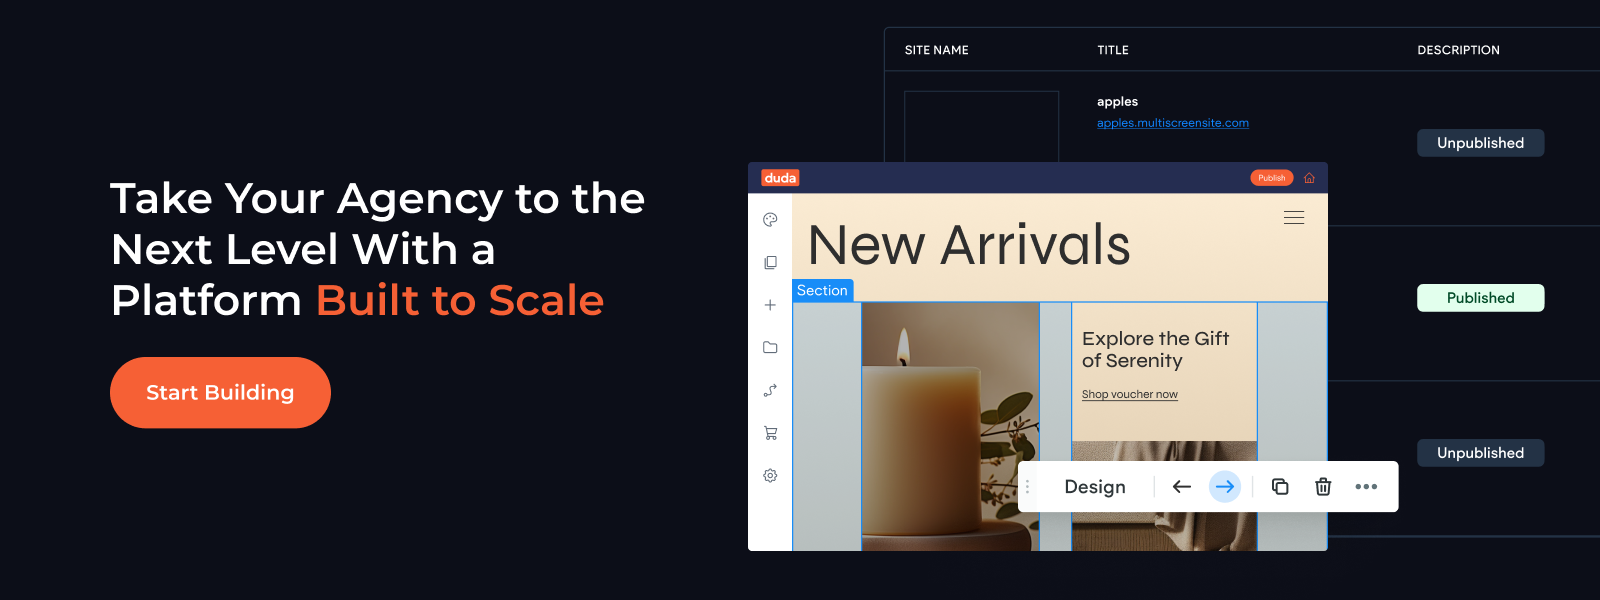 Take Your Agency to the
Next Level With a
Platform Built to Scale
Start Building
SITE NAME TITLE DESCRIPTION
apples
apples.multiscreensite.com
Unpublished
duda
Publish
New Arrivals
Section
Published
Explore the Gift
of Serenity
Shop voucher now
Unpublished
Design